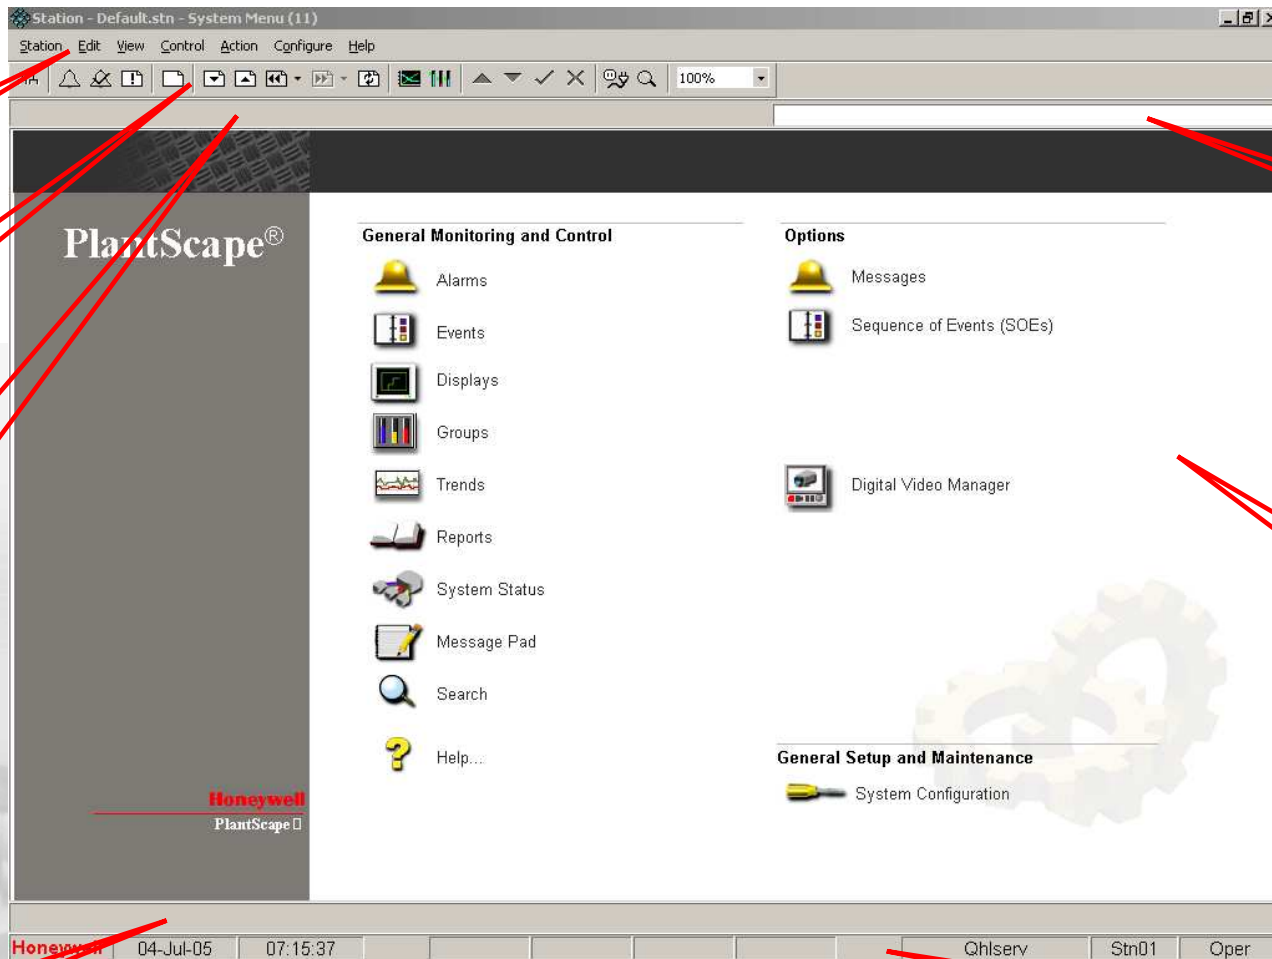 Station - Default.stn - System Menu (11)
Station Edit View Control Action Configure Help
100%
PlantScape®
General Monitoring and Control
Alarms
Events
Displays
Groups
Trends
Reports
System Status
Message Pad
Search
Help...
Options
Messages
Sequence of Events (SOEs)
Digital Video Manager
General Setup and Maintenance
System Configuration
Honeywell
PlantScape
Honeywell 04-Jul-05 07:15:37 Qhlserv Stn01 Oper